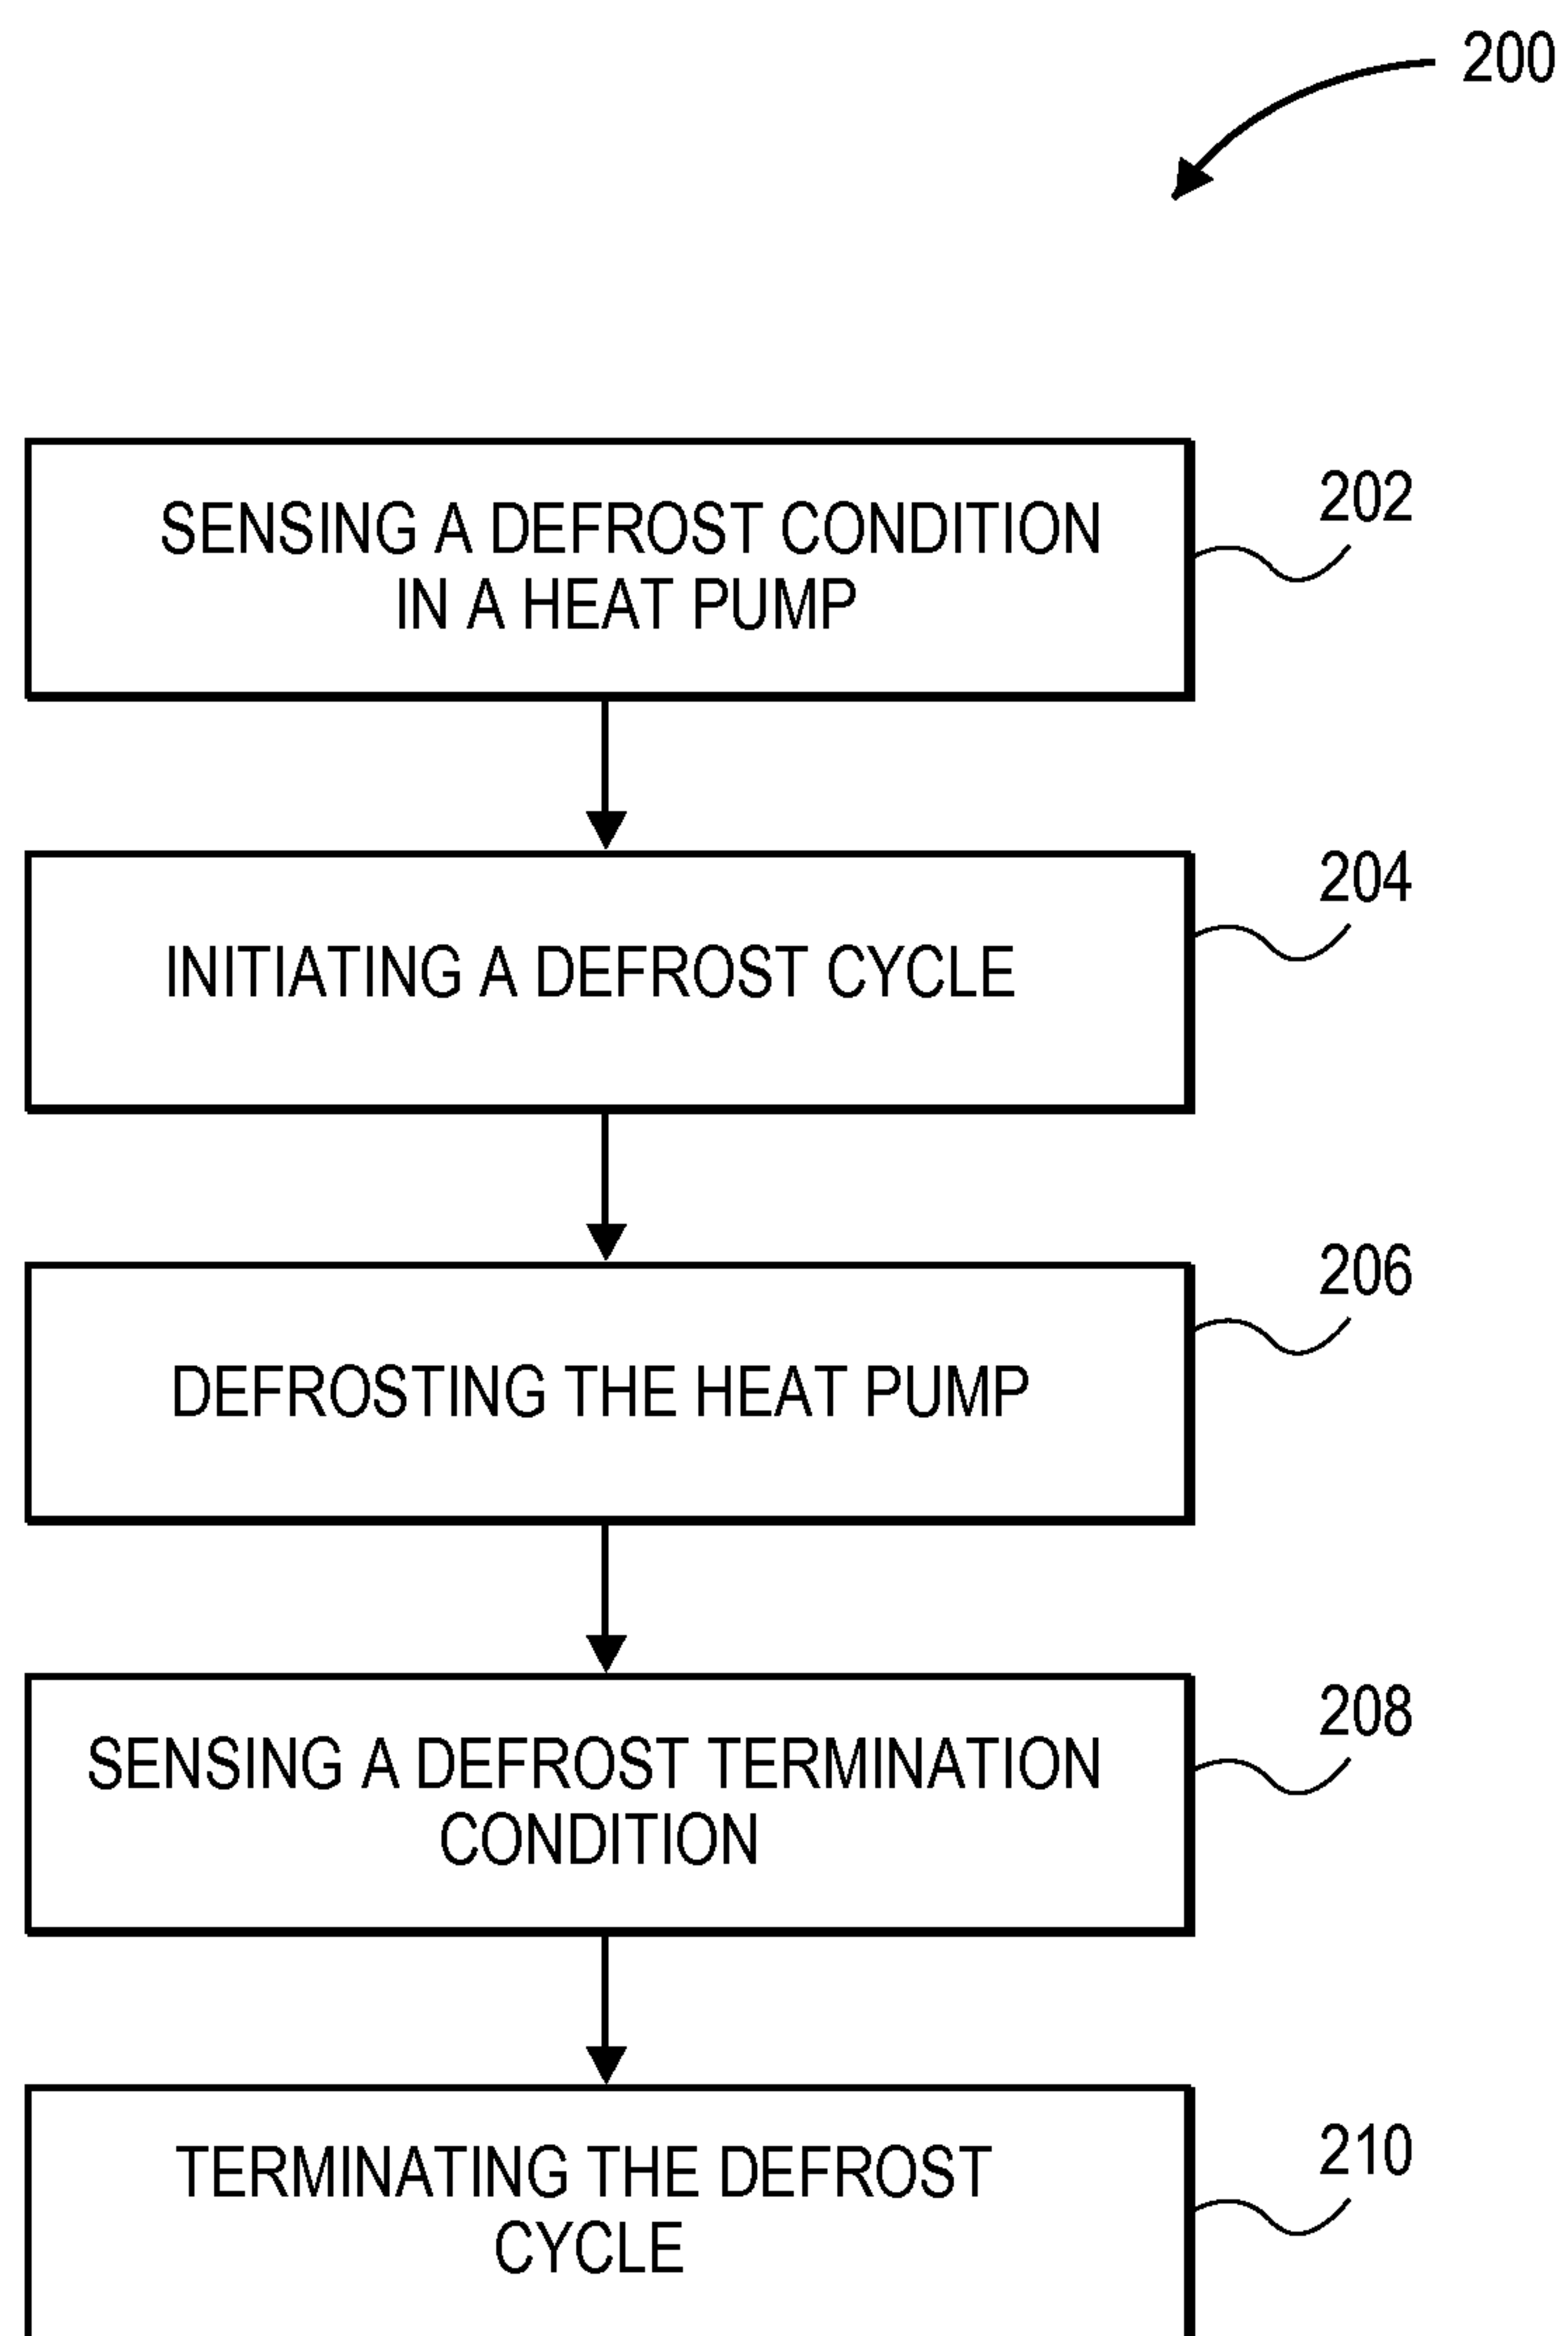 200
SENSING A DEFROST CONDITION
IN A HEAT PUMP
202
INITIATING A DEFROST CYCLE
204
DEFROSTING THE HEAT PUMP
206
SENSING A DEFROST TERMINATION
CONDITION
208
TERMINATING THE DEFROST
CYCLE
210